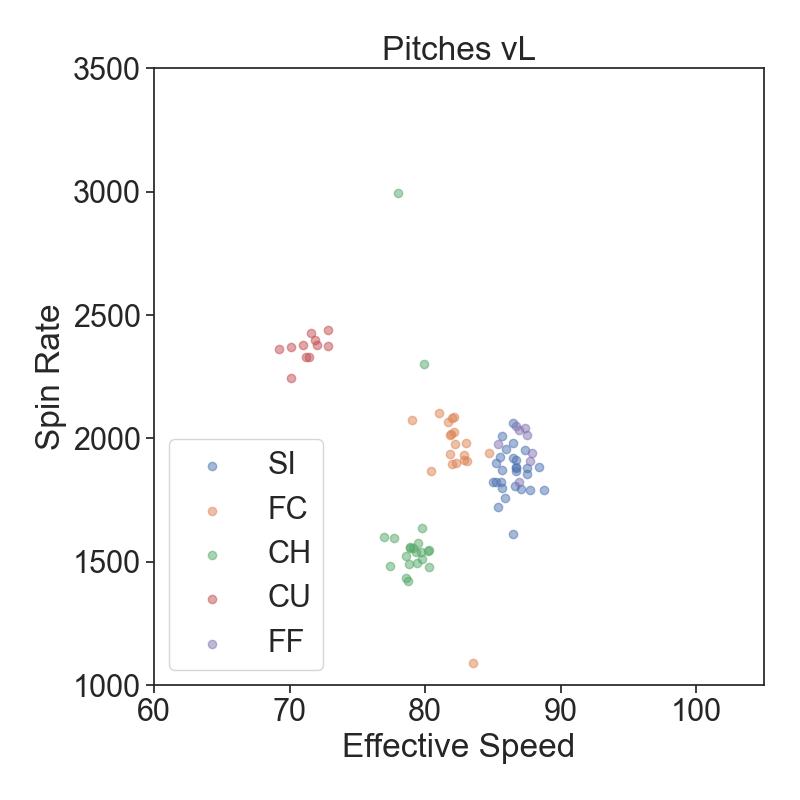 Pitches vL
3500
3000
2500
2000
1500
1000
Spin Rate
SI
FC
CH
CU
FF
60 70 80 90 100
Effective Speed